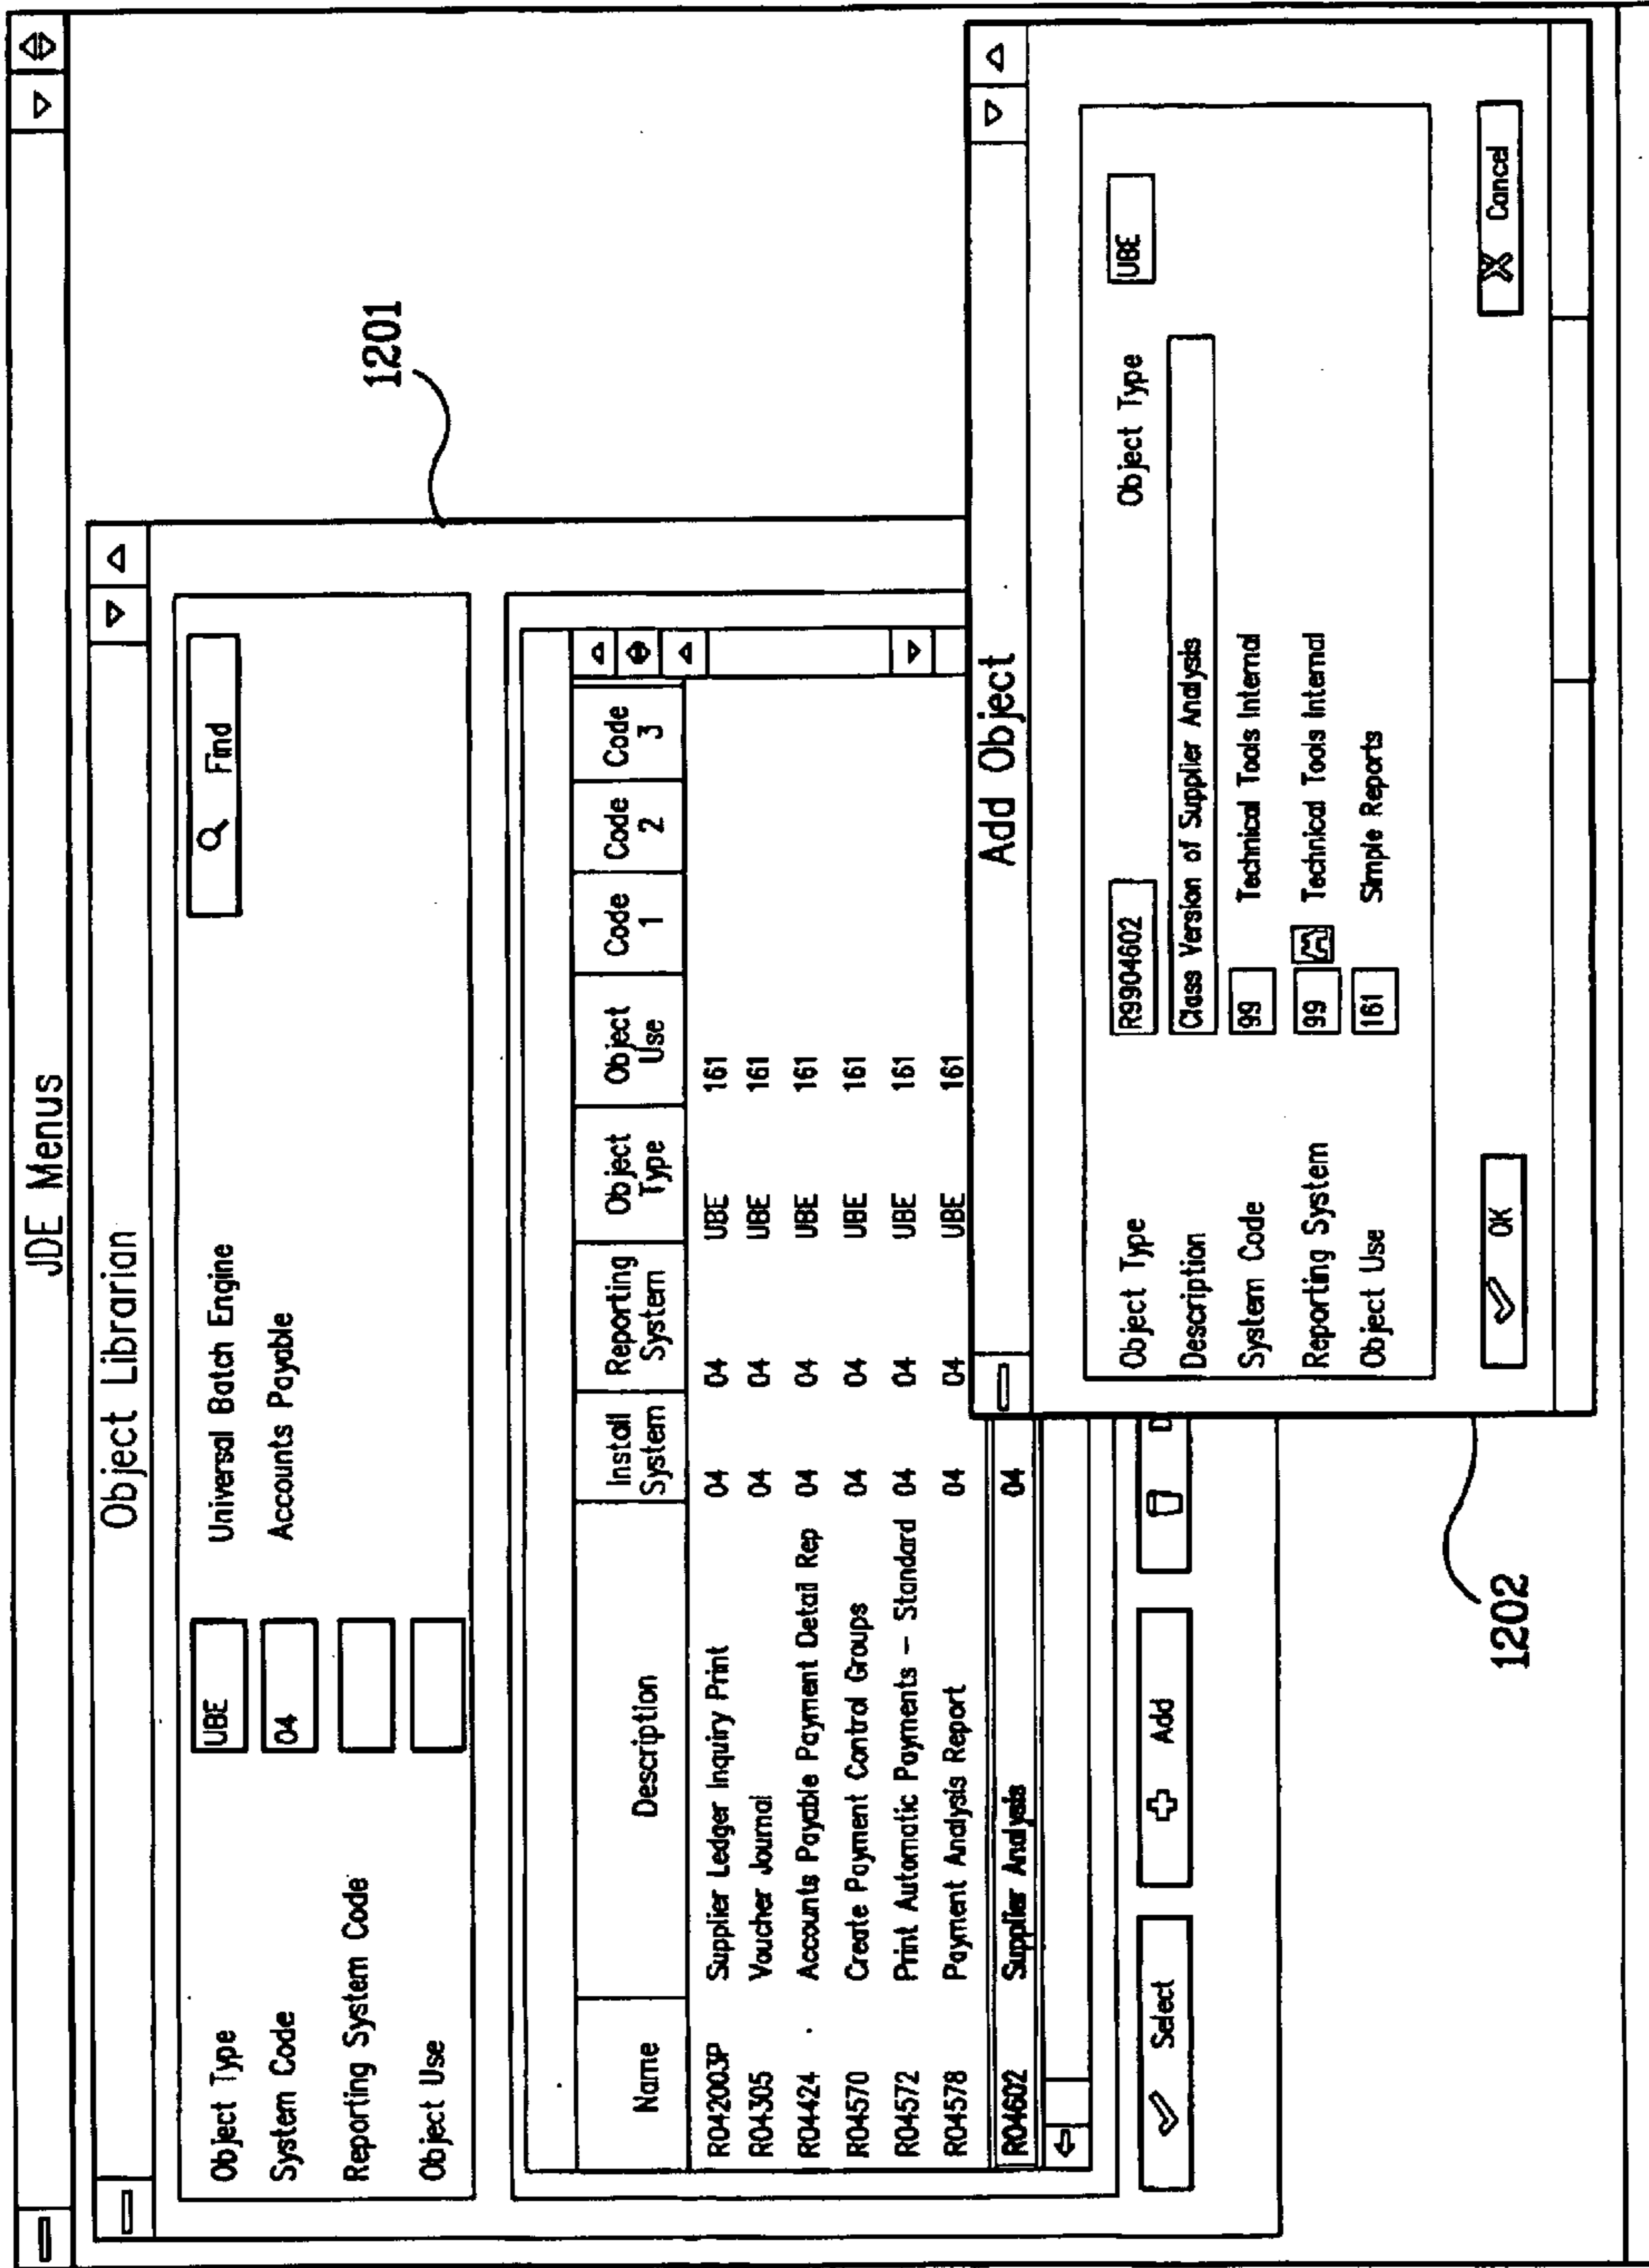 JDE Menus
Object Librarian
Object Type UBE Universal Batch Engine Find
System Code 04 Accounts Payable
Reporting System Code
Object Use
Name Description Install System Reporting System Object Type Object Use Code 1 Code 2 Code 3
R042003P Supplier Ledger Inquiry Print 04 04 UBE 161
R04305 Voucher Journal 04 04 UBE 161
R04424 Accounts Payable Payment Detail Rep 04 04 UBE 161
R04570 Create Payment Control Groups 04 04 UBE 161
R04572 Print Automatic Payments – Standard 04 04 UBE 161
R04578 Payment Analysis Report 04 04 UBE 161
R04602 Supplier Analysis 04
Select Add
1201
Add Object
Object Type R9904602 Object Type UBE
Description Class Version of Supplier Analysis
System Code 99 Technical Tools Internal
Reporting System 99 Technical Tools Internal
Object Use 161 Simple Reports
OK X Cancel
1202